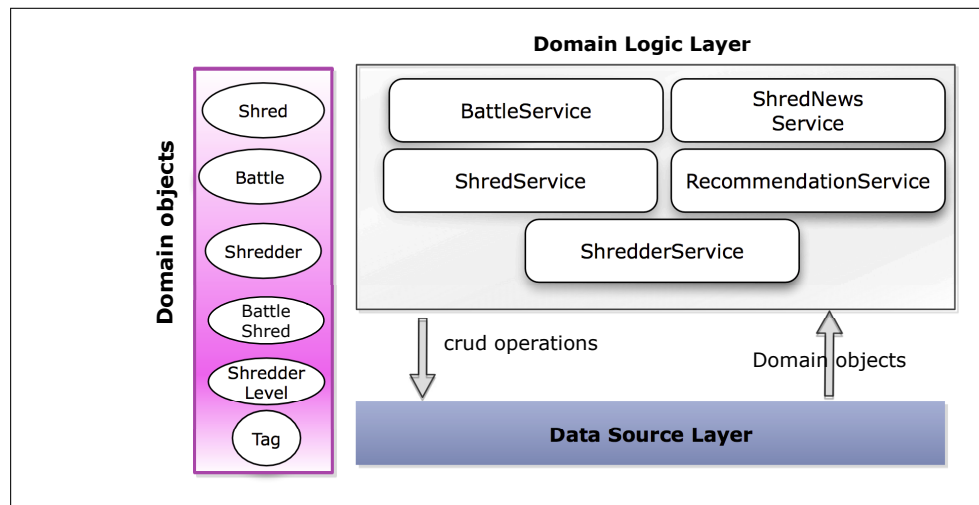 Domain Logic Layer
Domain objects
Shred
Battle
Shredder
Battle
Shred
Shredder
Level
Tag
BattleService
ShredNews
Service
ShredService
RecommendationService
ShredderService
crud operations
Domain objects
Data Source Layer